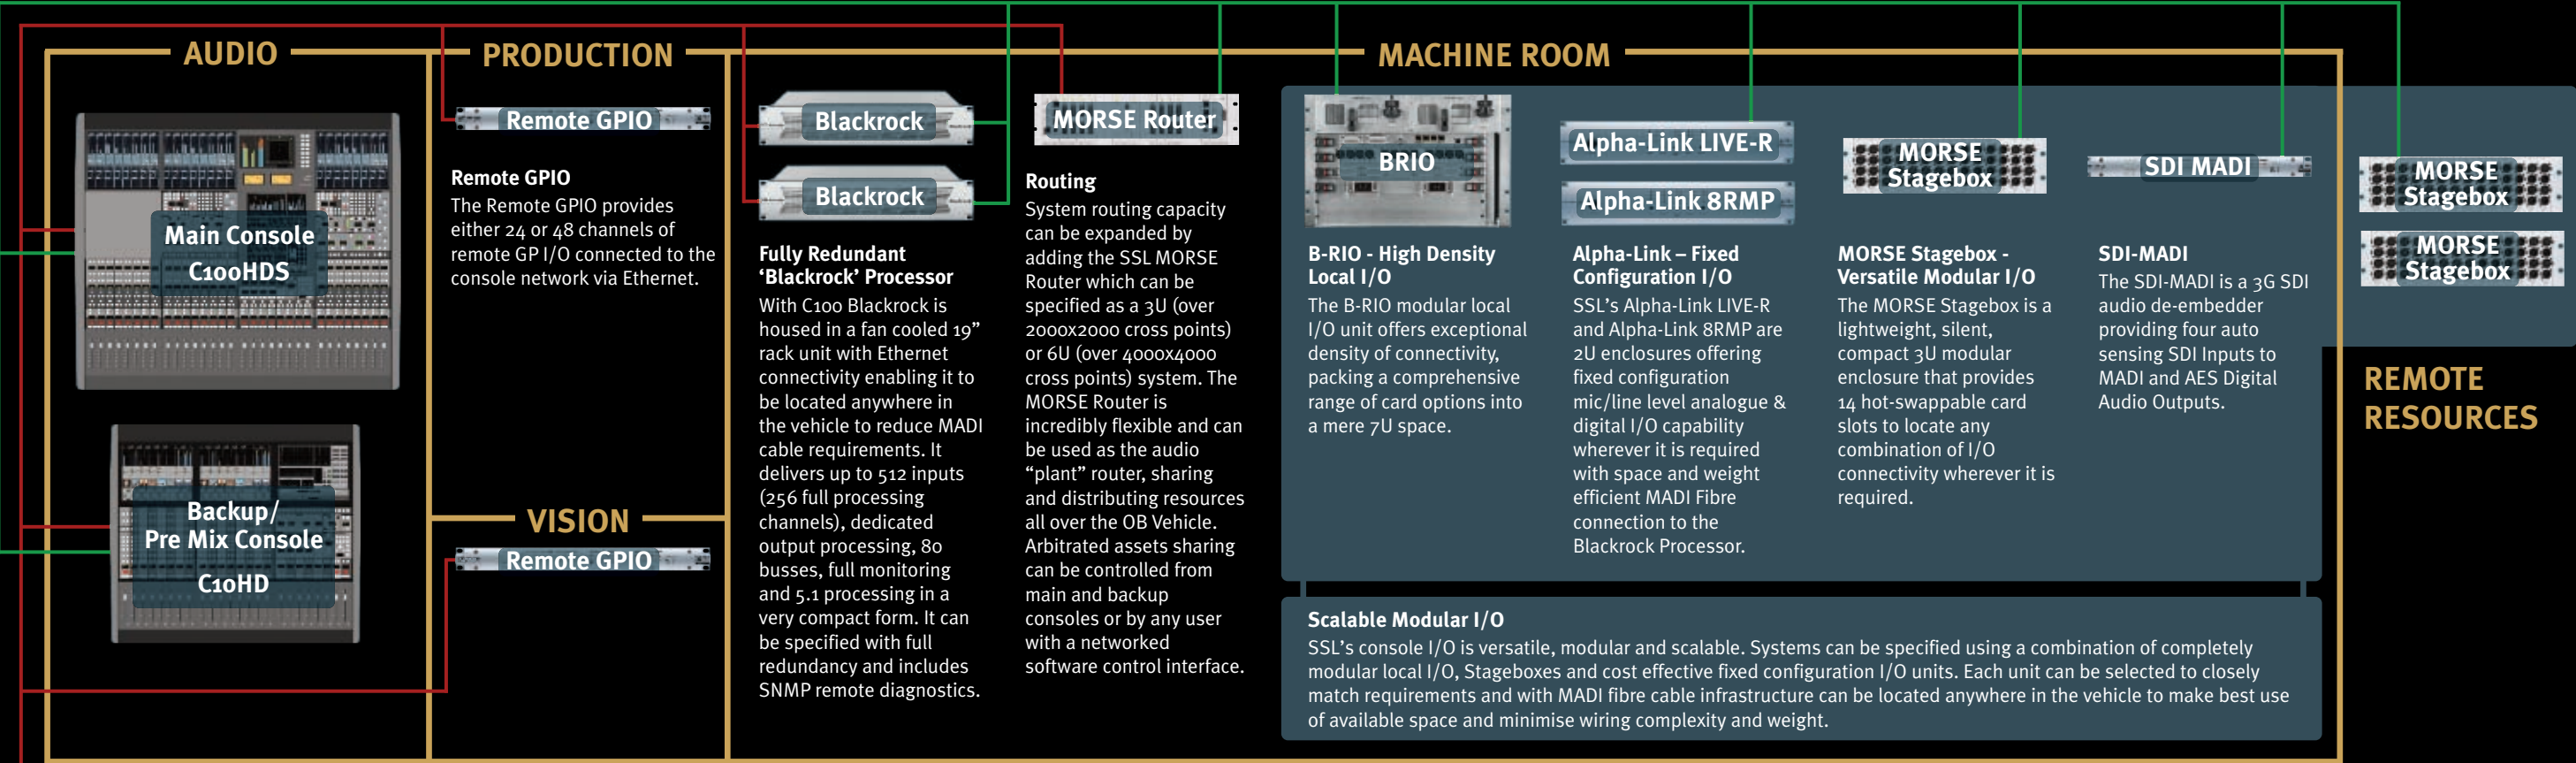 AUDIO
Main Console
C100HDS
Backup/
Pre Mix Console
C10HD
PRODUCTION
Remote GPIO
Remote GPIO
The Remote GPIO provides
either 24 or 48 channels of
remote GP I/O connected to the
console network via Ethernet.
VISION
Remote GPIO
MACHINE ROOM
Blackrock
Blackrock
Fully Redundant
‘Blackrock’ Processor
With C100 Blackrock is
housed in a fan cooled 19”
rack unit with Ethernet
connectivity enabling it to
be located anywhere in
the vehicle to reduce MADI
cable requirements. It
delivers up to 512 inputs
(256 full processing
channels), dedicated
output processing, 80
busses, full monitoring
and 5.1 processing in a
very compact form. It can
be specified with full
redundancy and includes
SNMP remote diagnostics.
MORSE Router
Routing
System routing capacity
can be expanded by
adding the SSL MORSE
Router which can be
specified as a 3U (over
2000x2000 cross points)
or 6U (over 4000x4000
cross points) system. The
MORSE Router is
incredibly flexible and can
be used as the audio
“plant” router, sharing
and distributing resources
all over the OB Vehicle.
Arbitrated assets sharing
can be controlled from
main and backup
consoles or by any user
with a networked
software control interface.
BRIO
B-RIO - High Density
Local I/O
The B-RIO modular local
I/O unit offers exceptional
density of connectivity,
packing a comprehensive
range of card options into
a mere 7U space.
Alpha-Link LIVE-R
Alpha-Link 8RMP
Alpha-Link – Fixed
Configuration I/O
SSL’s Alpha-Link LIVE-R
and Alpha-Link 8RMP are
2U enclosures offering
fixed configuration
mic/line level analogue &
digital I/O capability
wherever it is required
with space and weight
efficient MADI Fibre
connection to the
Blackrock Processor.
MORSE
Stagebox
MORSE Stagebox -
Versatile Modular I/O
The MORSE Stagebox is a
lightweight, silent,
compact 3U modular
enclosure that provides
14 hot-swappable card
slots to locate any
combination of I/O
connectivity wherever it is
required.
SDI MADI
SDI-MADI
The SDI-MADI is a 3G SDI
audio de-embedder
providing four auto
sensing SDI Inputs to
MADI and AES Digital
Audio Outputs.
MORSE
Stagebox
MORSE
Stagebox
REMOTE
RESOURCES
Scalable Modular I/O
SSL’s console I/O is versatile, modular and scalable. Systems can be specified using a combination of completely
modular local I/O, Stageboxes and cost effective fixed configuration I/O units. Each unit can be selected to closely
match requirements and with MADI fibre cable infrastructure can be located anywhere in the vehicle to make best use
of available space and minimise wiring complexity and weight.